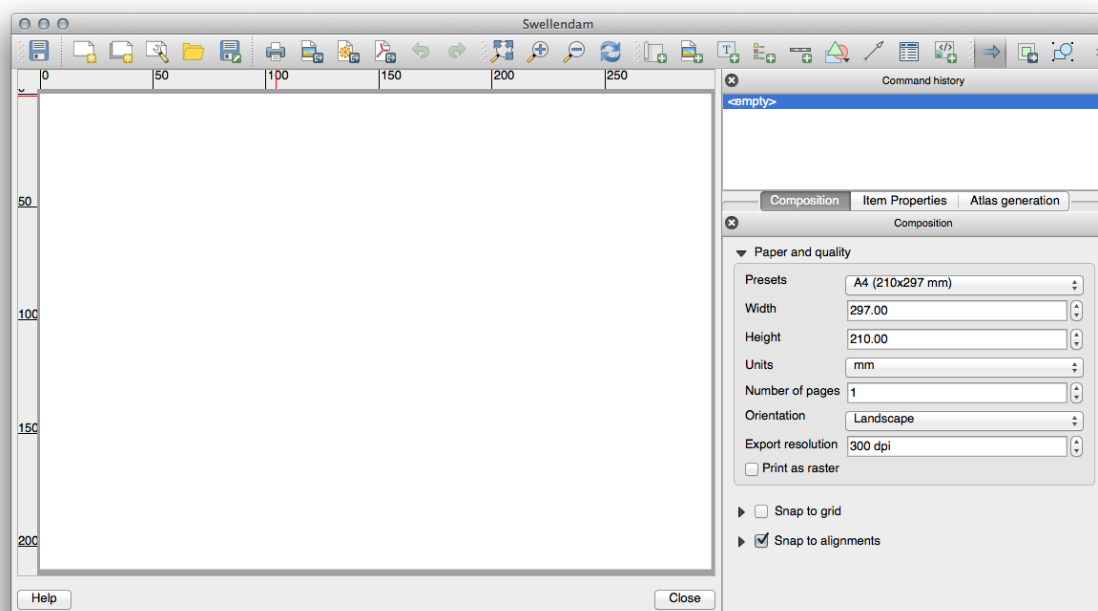 Swellendam
T
0 50 100 150 200 250
Command history
<empty>
0
50
100
150
200
Composition Item Properties Atlas generation
Composition
Paper and quality
Presets A4 (210x297 mm)
Width 297.00
Height 210.00
Units mm
Number of pages 1
Orientation Landscape
Export resolution 300 dpi
Print as raster
Snap to grid
Snap to alignments
Help Close